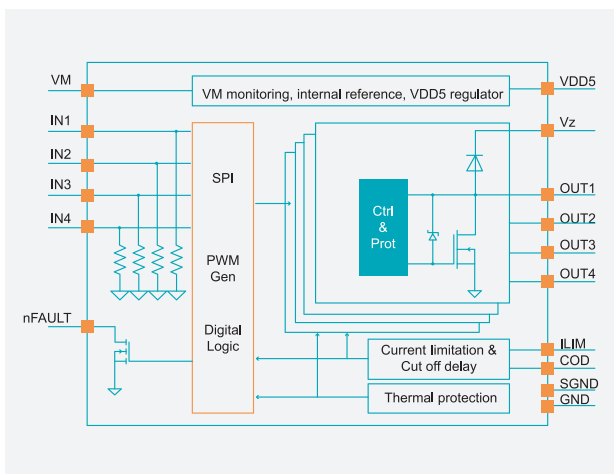 VM
IN1
IN2
IN3
IN4
nFAULT
VM monitoring, internal reference, VDD5 regulator
SPI
PWM
Gen
Digital
Logic
Ctrl
&
Prot
Current limitation &
Cut off delay
Thermal protection
VDD5
Vz
OUT1
OUT2
OUT3
OUT4
ILIM
COD
SGND
GND